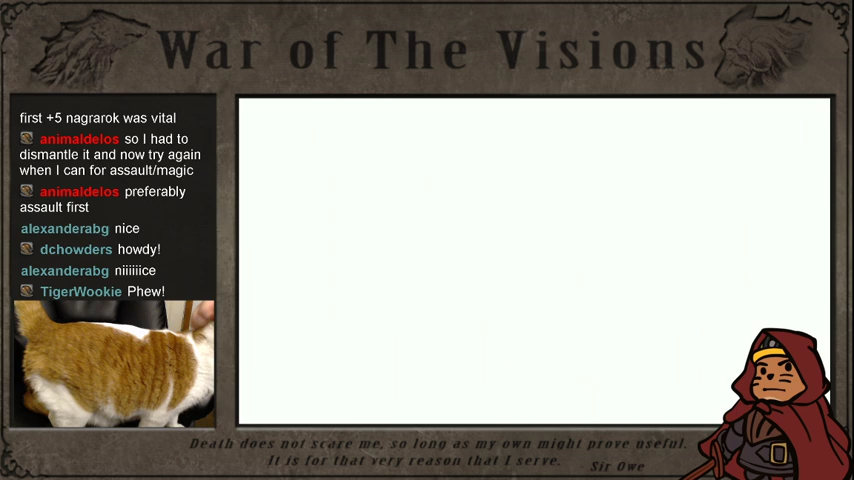 War of The Visions
first +5 nagrarok was vital
animaldelos so I had to
dismantle it and now try again
when I can for assault/magic
animaldelos preferably
assault first
alexanderabg nice
dchowders howdy!
alexanderabg niiiiiice
TigerWookie Phew!
Death does not scare me, so long as my own might prove useful.
It is for that very reason that I serve.
Sir Owe